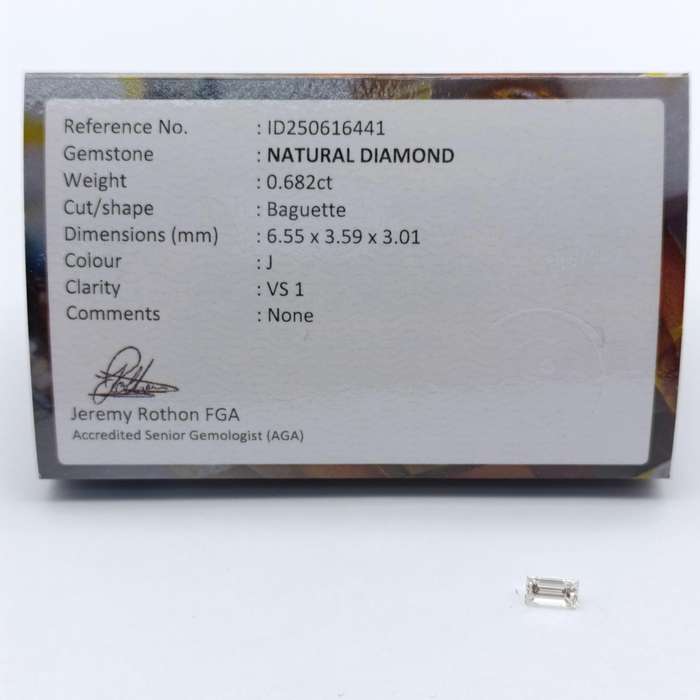 Reference No. : ID250616441
Gemstone : NATURAL DIAMOND
Weight : 0.682ct
Cut/shape : Baguette
Dimensions (mm) : 6.55 x 3.59 x 3.01
Colour : J
Clarity : VS 1
Comments : None
Jeremy Rothon FGA
Accredited Senior Gemologist (AGA)